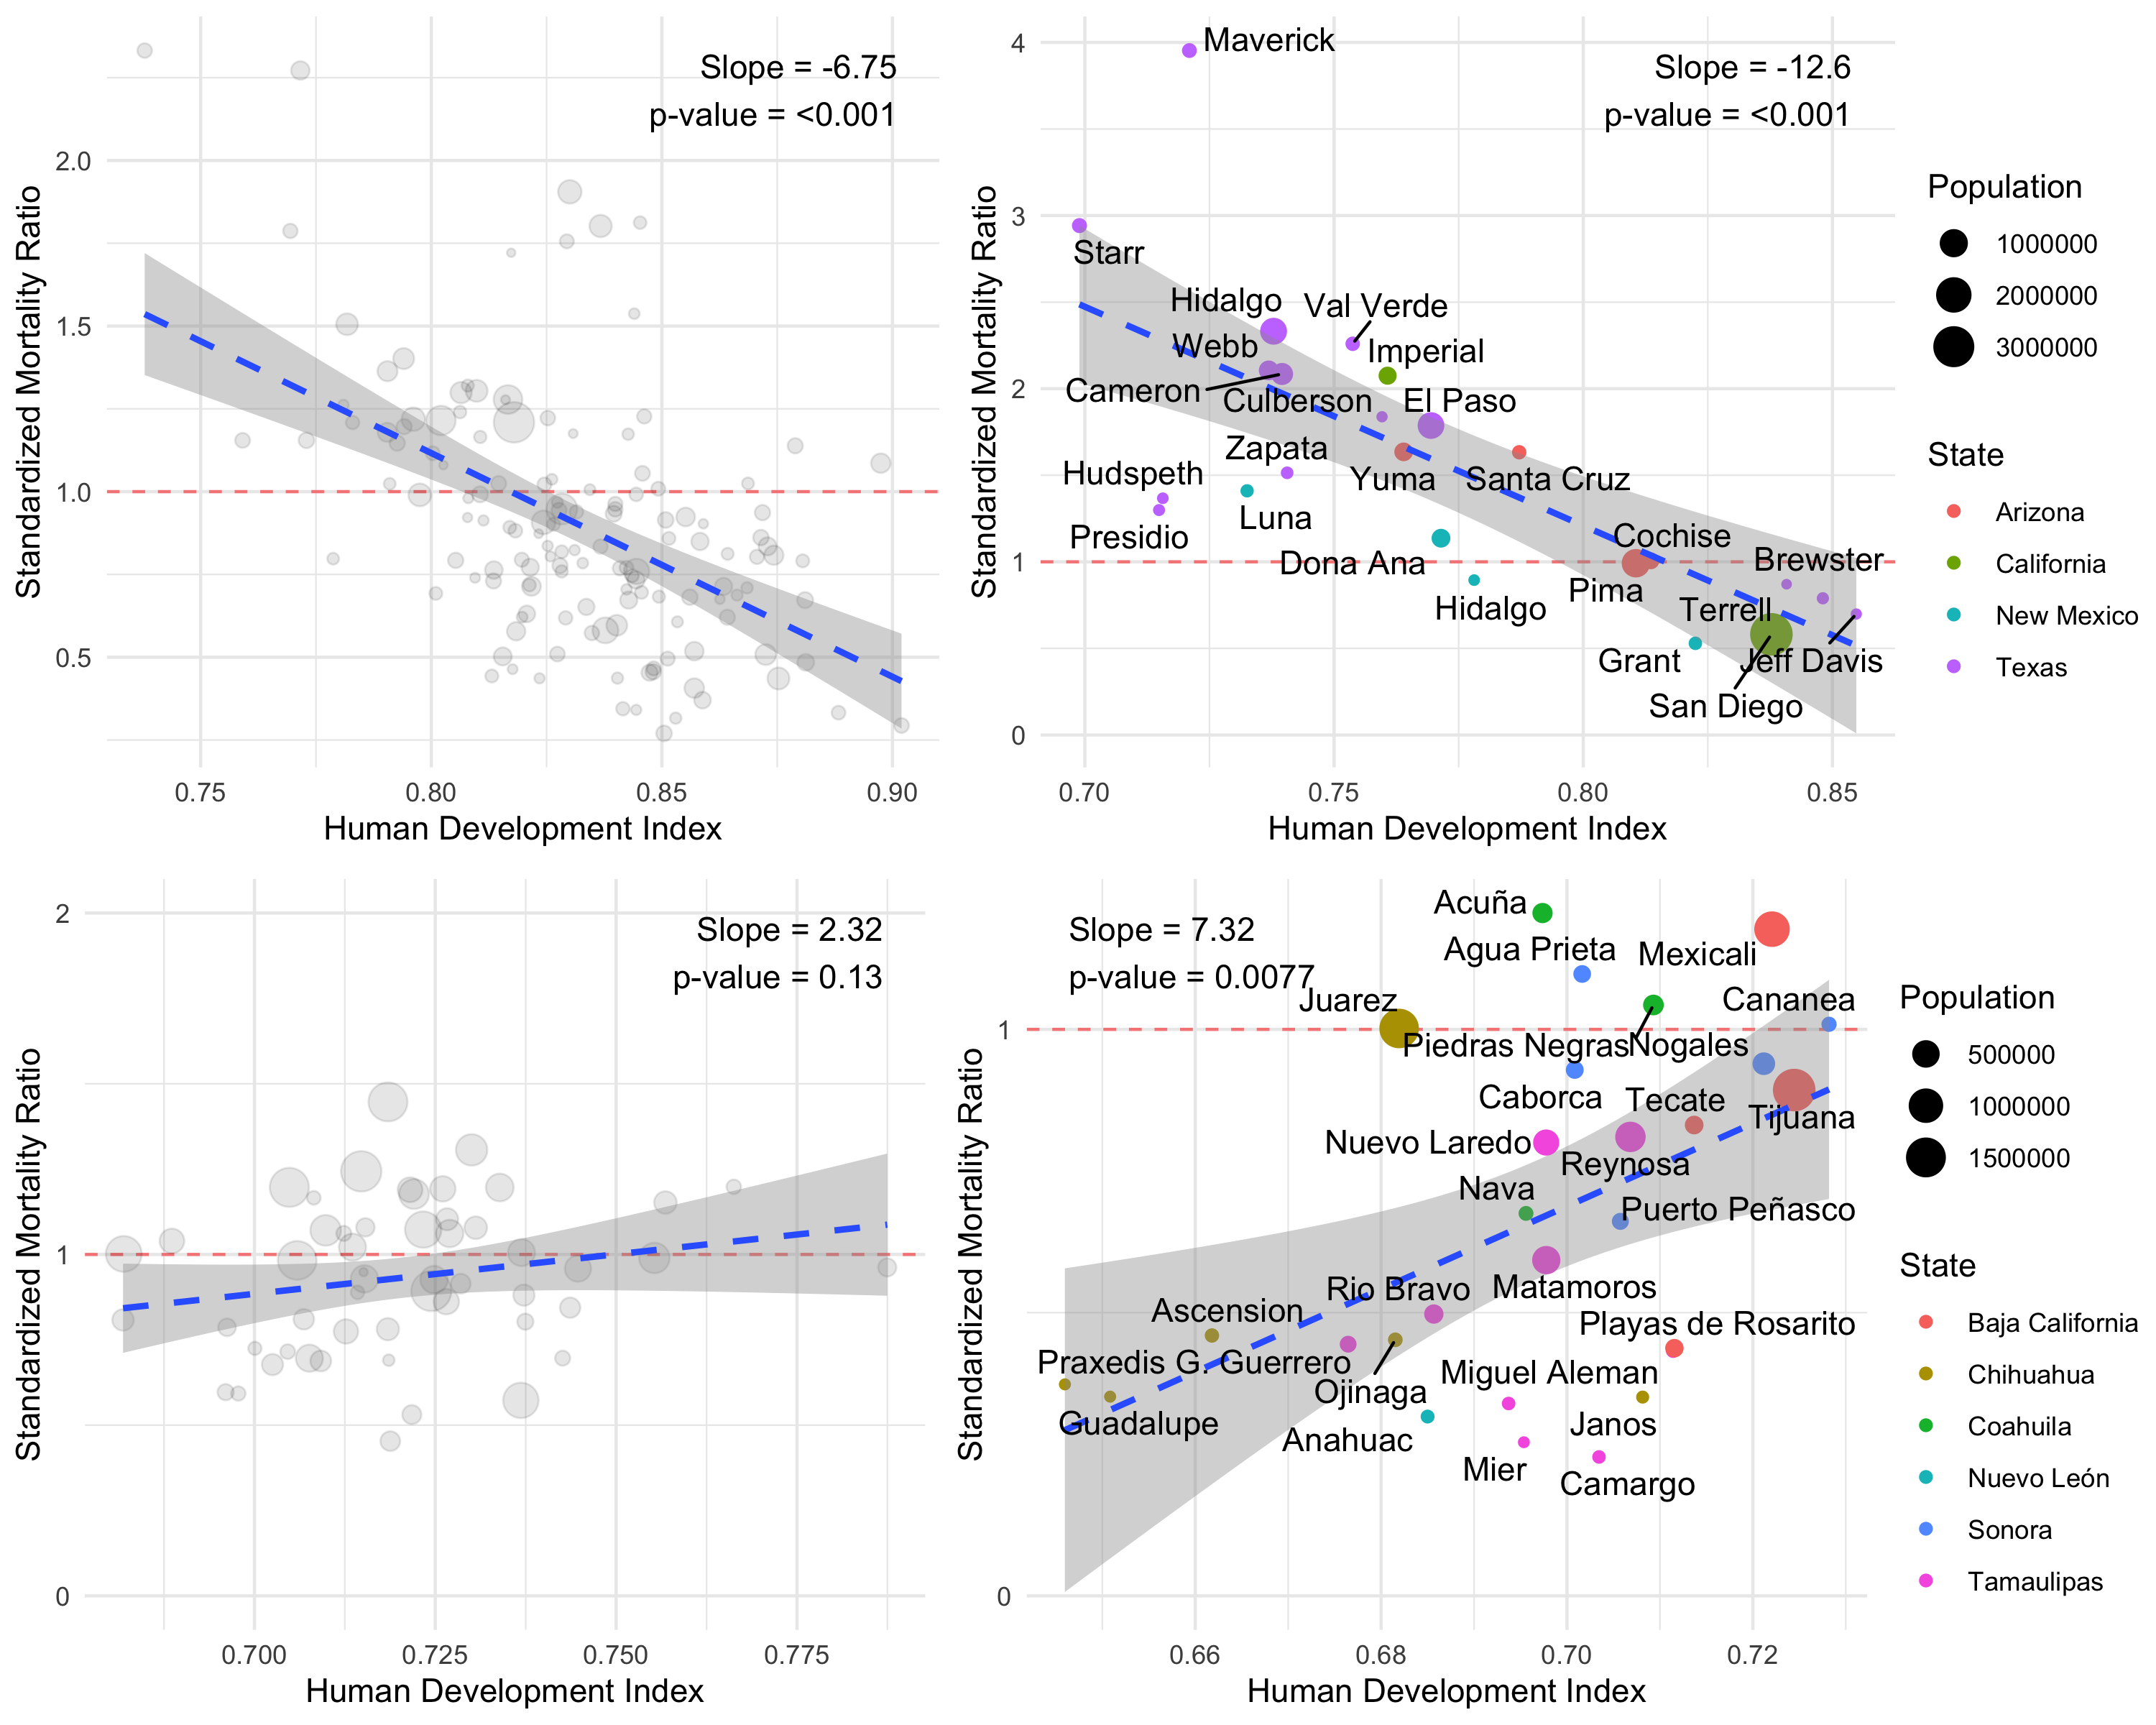 Slope = -6.75
p-value = <0.001
2.0
1.5
1.0
0.5
Standardized Mortality Ratio
0.75 0.80 0.85 0.90
Human Development Index
Slope = -12.6
p-value = <0.001
4
3
2
1
0
Standardized Mortality Ratio
Maverick
Starr
Hidalgo
Val Verde
Webb
Imperial
Cameron
Culberson
El Paso
Zapata
Hudspeth
Yuma
Santa Cruz
Luna
Presidio
Cochise
Dona Ana
Brewster
Pima
Hidalgo
Terrell
Grant
Jeff Davis
San Diego
0.70 0.75 0.80 0.85
Human Development Index
Population
1000000
2000000
3000000
State
Arizona
California
New Mexico
Texas
Slope = 2.32
p-value = 0.13
2
1
0
Standardized Mortality Ratio
0.700 0.725 0.750 0.775
Human Development Index
Slope = 7.32
p-value = 0.0077
1
0
Standardized Mortality Ratio
Acuña
Agua Prieta
Mexicali
Juarez
Cananea
Piedras Negras
Nogales
Caborca
Tecate
Tijuana
Nuevo Laredo
Reynosa
Nava
Puerto Peñasco
Rio Bravo
Matamoros
Ascension
Playas de Rosarito
Praxedis G. Guerrero
Miguel Aleman
Ojinaga
Guadalupe
Janos
Anahuac
Mier
Camargo
0.66 0.68 0.70 0.72
Human Development Index
Population
500000
1000000
1500000
State
Baja California
Chihuahua
Coahuila
Nuevo León
Sonora
Tamaulipas